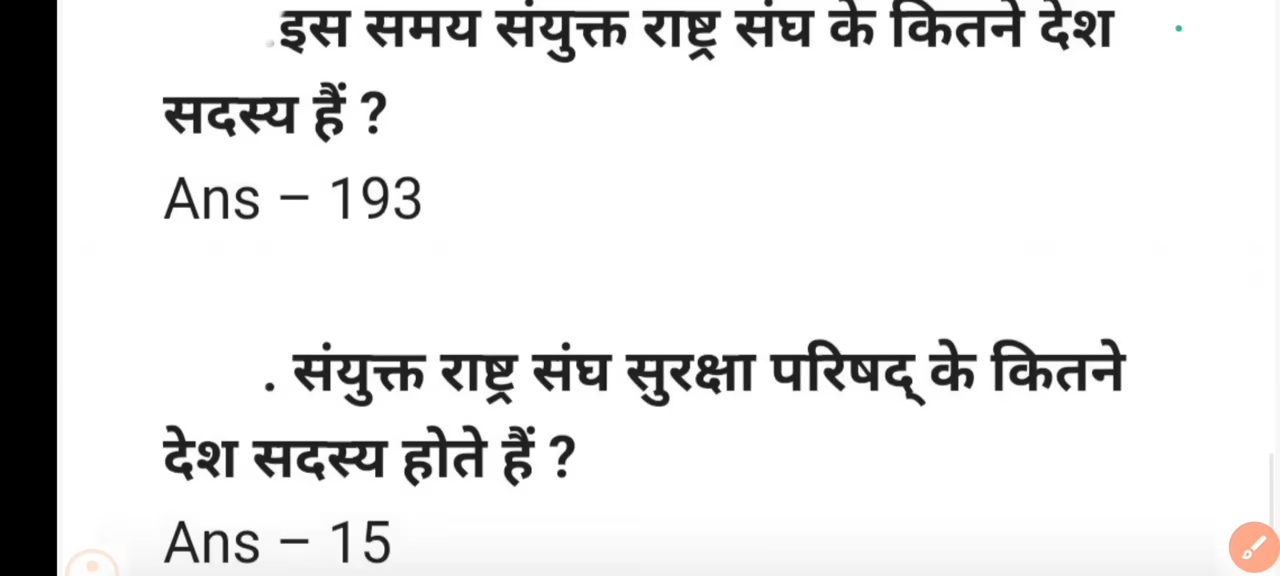 .इस समय संयुक्त राष्ट्र संघ के कितने देश
सदस्य हैं ?
Ans – 193
. संयुक्त राष्ट्र संघ सुरक्षा परिषद् के कितने
देश सदस्य होते हैं ?
Ans – 15